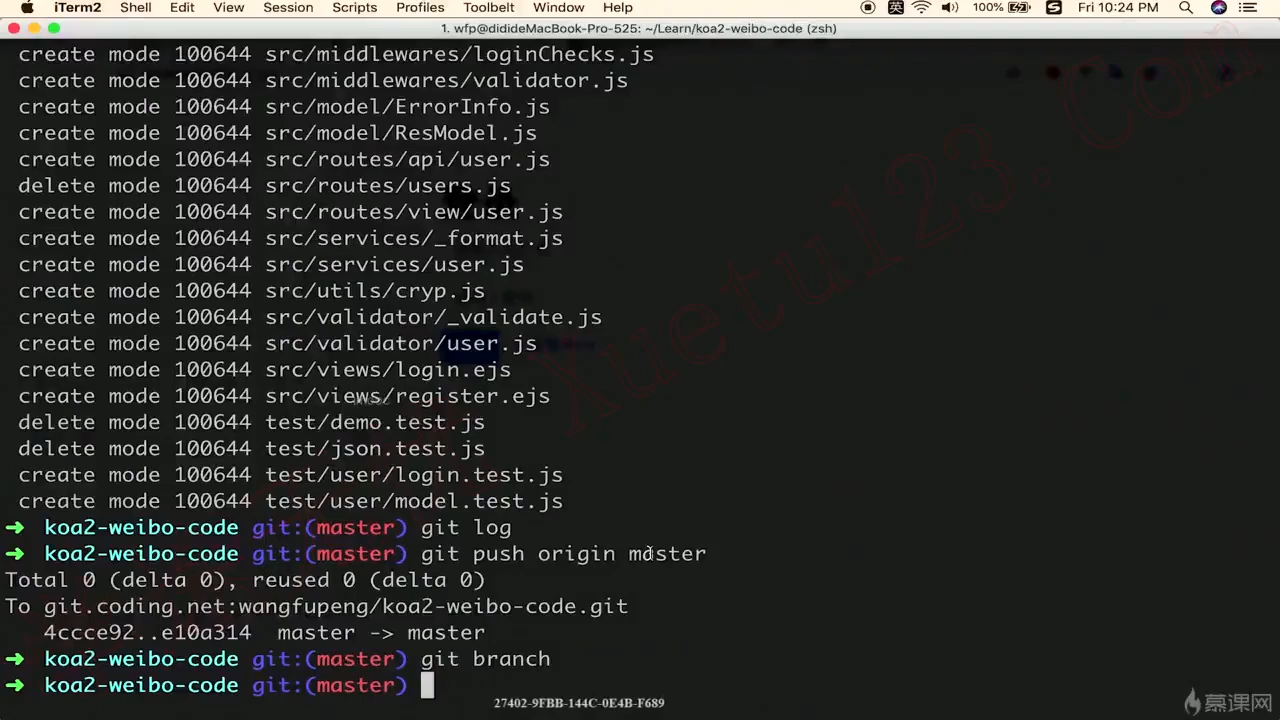 iTerm2 Shell Edit View Session Scripts Profiles Toolbelt Window Help 英 100% S Fri 10:24 PM
1. wfp@didideMacBook-Pro-525: ~/Learn/koa2-weibo-code (zsh)
create mode 100644 src/middlewares/loginChecks.js
create mode 100644 src/middlewares/validator.js
create mode 100644 src/model/ErrorInfo.js
create mode 100644 src/model/ResModel.js
create mode 100644 src/routes/api/user.js
delete mode 100644 src/routes/users.js
create mode 100644 src/routes/view/user.js
create mode 100644 src/services/_format.js
create mode 100644 src/services/user.js
create mode 100644 src/utils/cryp.js
create mode 100644 src/validator/_validate.js
create mode 100644 src/validator/user.js
create mode 100644 src/views/login.ejs
create mode 100644 src/views/register.ejs
delete mode 100644 test/demo.test.js
delete mode 100644 test/json.test.js
create mode 100644 test/user/login.test.js
create mode 100644 test/user/model.test.js
➜ koa2-weibo-code git:(master) git log
➜ koa2-weibo-code git:(master) git push origin master
Total 0 (delta 0), reused 0 (delta 0)
To git.coding.net:wangfupeng/koa2-weibo-code.git
4ccce92..e10a314 master -> master
➜ koa2-weibo-code git:(master) git branch
➜ koa2-weibo-code git:(master)
27402-9FBB-144C-0E4B-F689
慕课网
Xuetu123.Com